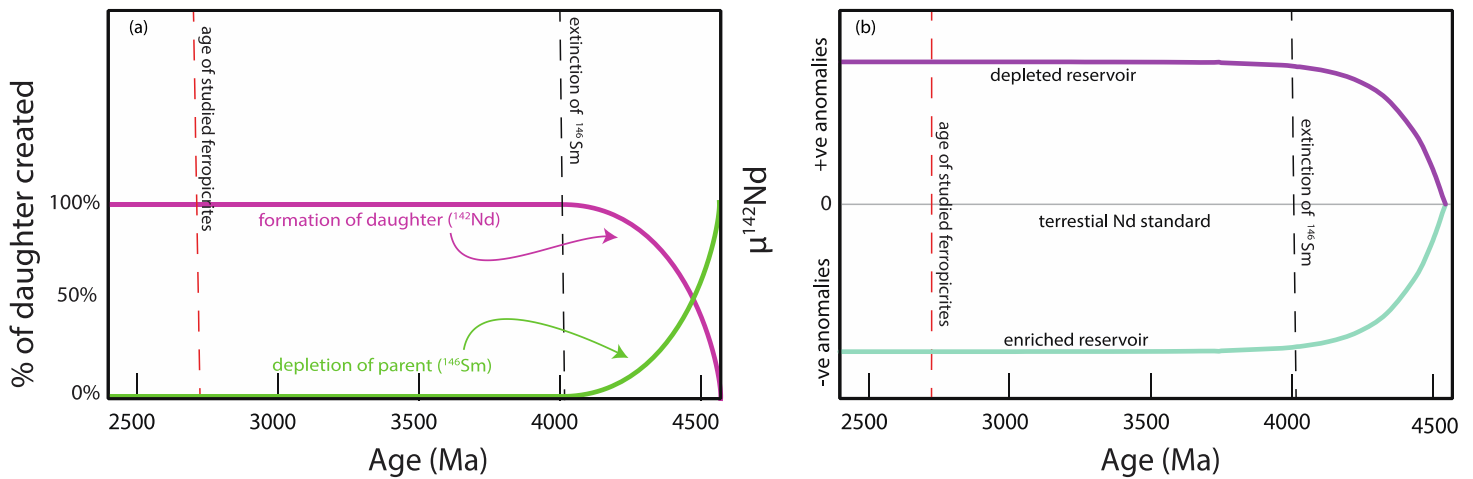 (a)
% of daughter created
100%
50%
0%
age of studied ferropicrites
extinction of ¹⁴⁶Sm
formation of daughter (¹⁴²Nd)
depletion of parent (¹⁴⁶Sm)
2500
3000
3500
4000
4500
Age (Ma)
(b)
μ¹⁴²Nd
+ve anomalies
0
-ve anomalies
depleted reservoir
age of studied ferropicrites
extinction of ¹⁴⁶Sm
terrestial Nd standard
enriched reservoir
2500
3000
3500
4000
4500
Age (Ma)